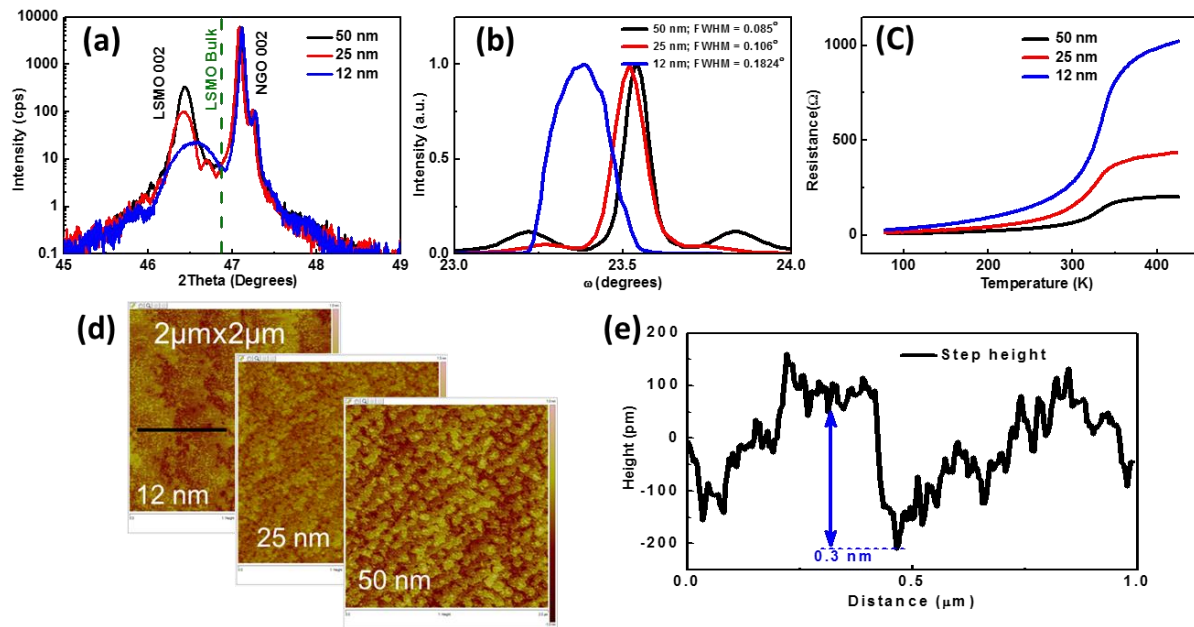 (a)
10000
1000
100
10
1
0.1
Intensity (cps)
LSMO 002
LSMO Bulk
NGO 002
50 nm
25 nm
12 nm
45
46
47
48
49
2Theta (Degrees)
(b)
1.0
0.5
0.0
Intensity (a.u.)
50 nm; FWHM = 0.085°
25 nm; FWHM = 0.106°
12 nm; FWHM = 0.1824°
23.0
23.5
24.0
ω (degrees)
(C)
1000
500
0
Resistance(Ω)
50 nm
25 nm
12 nm
100
200
300
400
Temperature (K)
(d)
2μmx2μm
12 nm
25 nm
50 nm
(e)
200
100
0
-100
-200
Height (pm)
Step height
0.3 nm
0.0
0.5
1.0
Distance (μm)